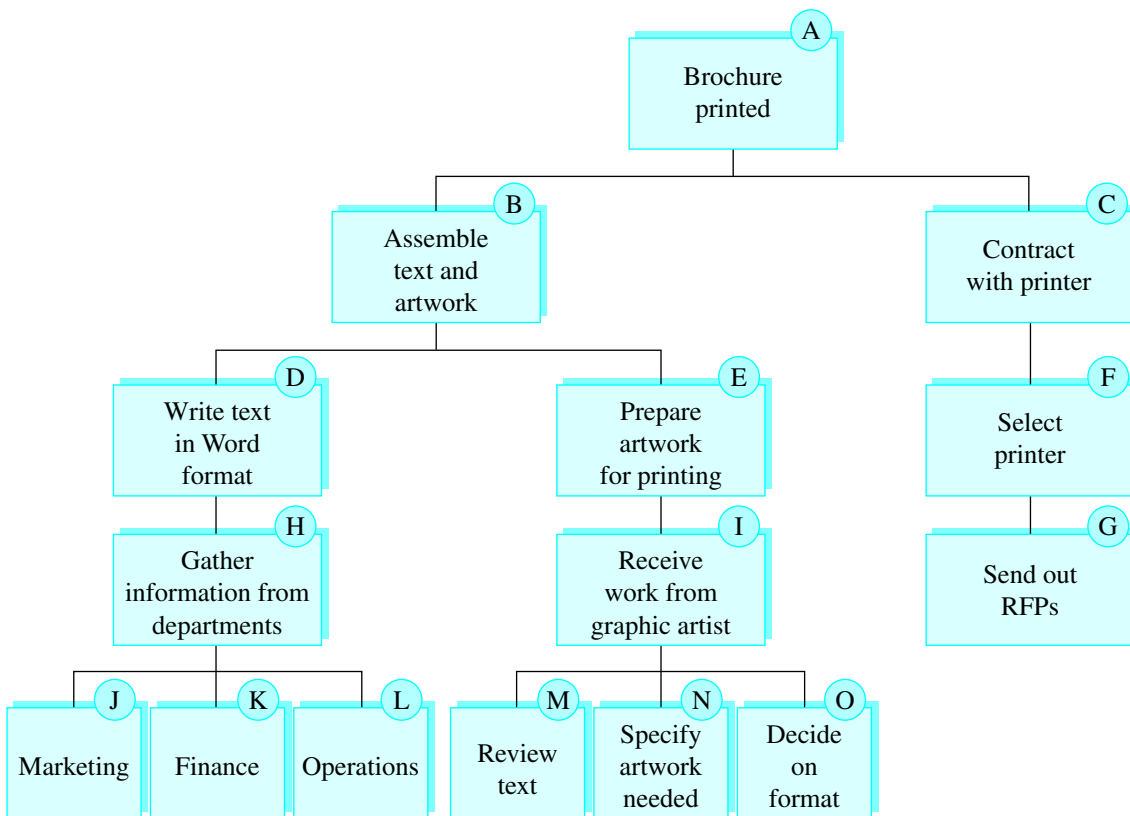 A
Brochure
printed
B
Assemble
text and
artwork
C
Contract
with printer
D
Write text
in Word
format
E
Prepare
artwork
for printing
F
Select
printer
H
Gather
information from
departments
I
Receive
work from
graphic artist
G
Send out
RFPs
J
Marketing
K
Finance
L
Operations
M
Review
text
N
Specify
artwork
needed
O
Decide
on
format